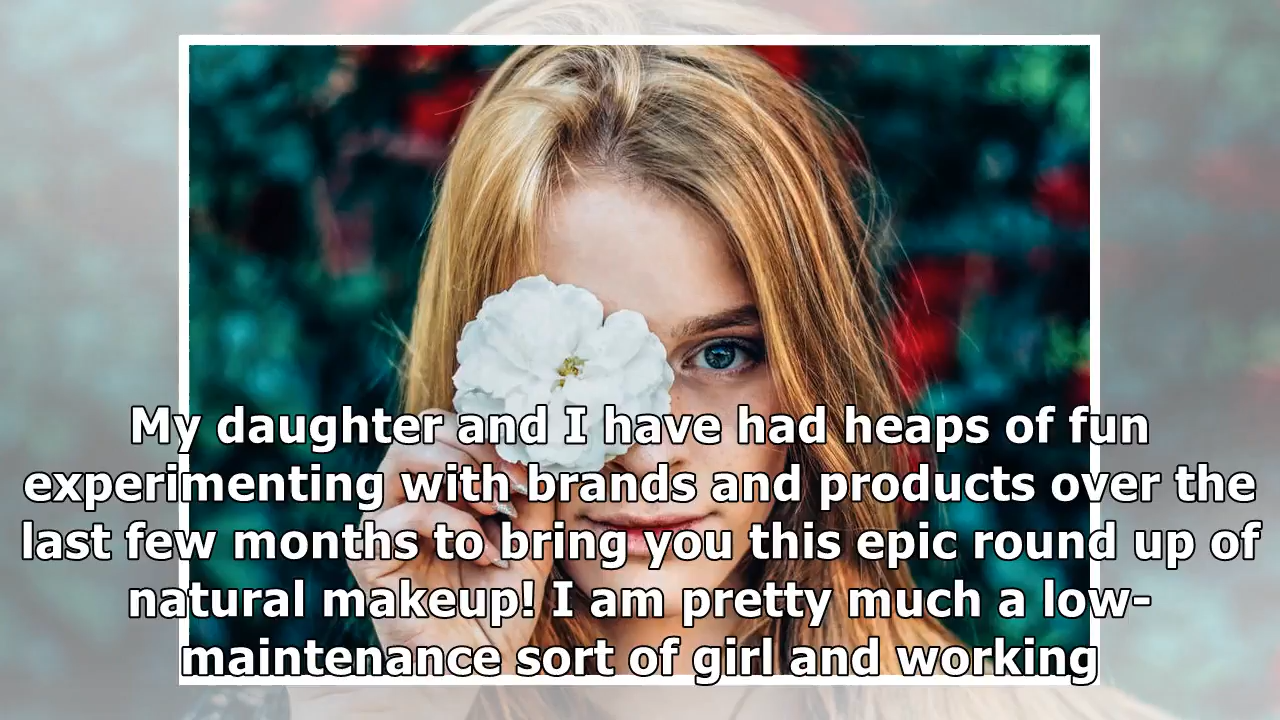 My daughter and I have had heaps of fun
experimenting with brands and products over the
last few months to bring you this epic round up of
natural makeup! I am pretty much a low-
maintenance sort of girl and working